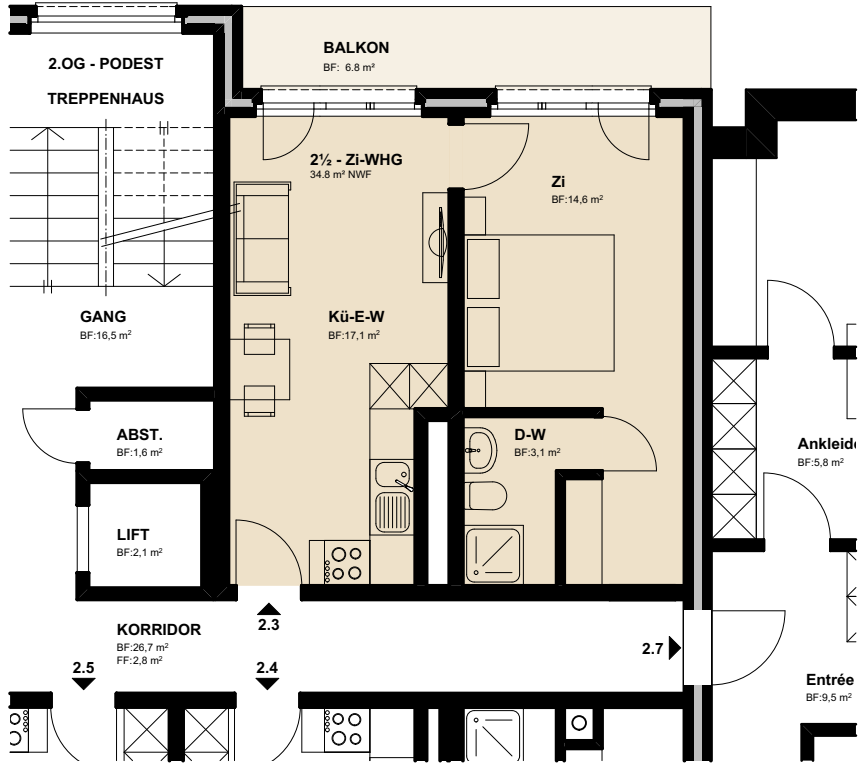 BALKON
BF: 6.8 m²
2.OG - PODEST
TREPPENHAUS
2½ - Zi-WHG
34.8 m² NWF
Zi
BF:14,6 m²
GANG
BF:16,5 m²
Kü-E-W
BF:17,1 m²
ABST.
BF:1,6 m²
D-W
BF:3,1 m²
Ankleide
BF:5,8 m²
LIFT
BF:2,1 m²
KORRIDOR
BF:26,7 m²
FF:2,8 m²
2.3
2.5
2.4
2.7
Entrée
BF:9,5 m²